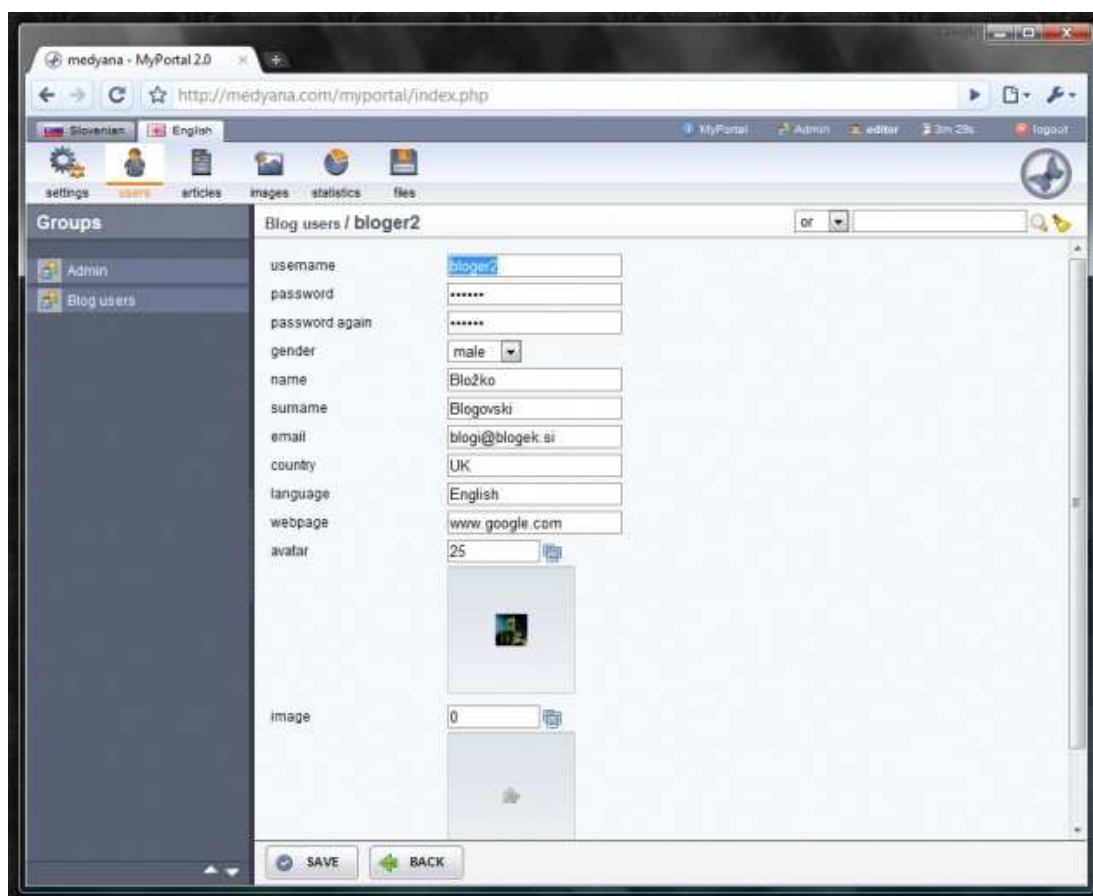 Google
medyana - MyPortal 2.0
http://medyana.com/myportal/index.php
Slovenian English MyPortal Admin editor 3m 29s logout
settings users articles images statistics files
Groups
Blog users / bloger2 or
Admin
Blog users
username bloger2
password ••••••
password again ••••••
gender male
name Bložko
surname Blogovski
email blogi@blogek.si
country UK
language English
webpage www.google.com
avatar 25
image 0
SAVE BACK